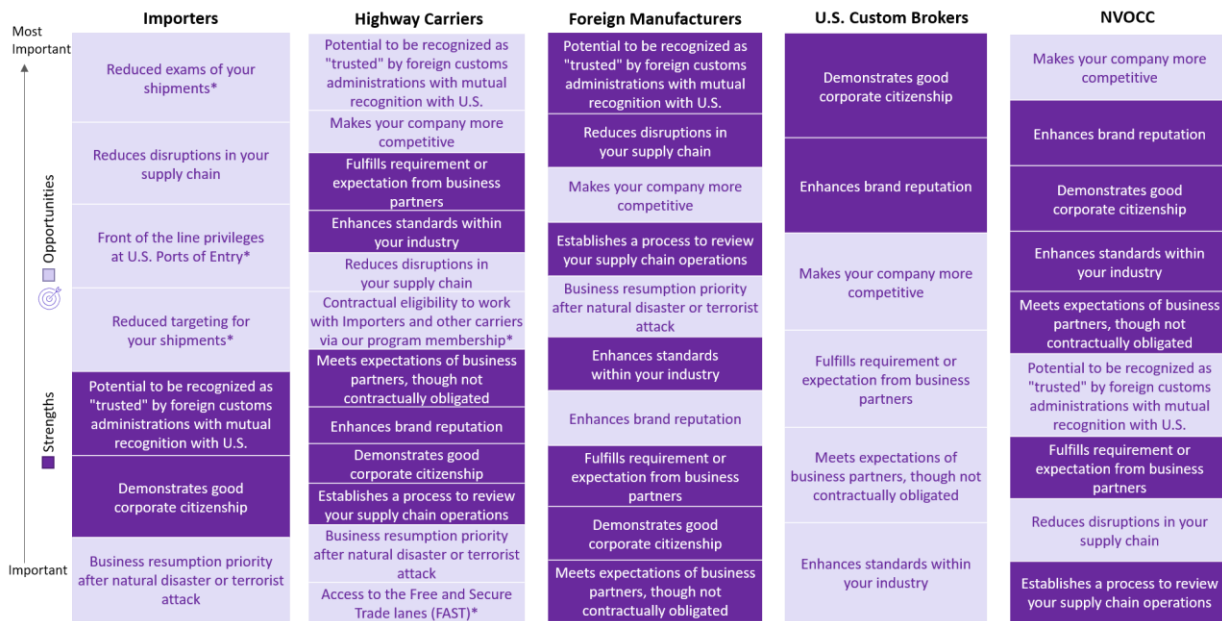 Importers
Highway Carriers
Foreign Manufacturers
U.S. Custom Brokers
NVOCC
Most
Important
Opportunities
Strengths
Important
Reduced exams of your
shipments*
Reduces disruptions in your
supply chain
Front of the line privileges
at U.S. Ports of Entry*
Reduced targeting for
your shipments*
Potential to be recognized as
"trusted" by foreign customs
administrations with mutual
recognition with U.S.
Demonstrates good
corporate citizenship
Business resumption priority
after natural disaster or terrorist
attack
Potential to be recognized as
"trusted" by foreign customs
administrations with mutual
recognition with U.S.
Makes your company more
competitive
Fulfills requirement or
expectation from business
partners
Enhances standards within
your industry
Reduces disruptions in
your supply chain
Contractual eligibility to work
with Importers and other carriers
via our program membership*
Meets expectations of business
partners, though not
contractually obligated
Enhances brand reputation
Demonstrates good
corporate citizenship
Establishes a process to review
your supply chain operations
Business resumption priority
after natural disaster or terrorist
attack
Access to the Free and Secure
Trade lanes (FAST)*
Potential to be recognized as
"trusted" by foreign customs
administrations with mutual
recognition with U.S.
Reduces disruptions in
your supply chain
Makes your company more
competitive
Establishes a process to review
your supply chain operations
Business resumption priority
after natural disaster or terrorist
attack
Enhances standards
within your industry
Enhances brand reputation
Fulfills requirement or
expectation from business
partners
Demonstrates good
corporate citizenship
Meets expectations of business
partners, though not
contractually obligated
Demonstrates good
corporate citizenship
Enhances brand reputation
Makes your company more
competitive
Fulfills requirement or
expectation from business
partners
Meets expectations of
business partners, though not
contractually obligated
Enhances standards within
your industry
Makes your company more
competitive
Enhances brand reputation
Demonstrates good
corporate citizenship
Enhances standards within
your industry
Meets expectations of business
partners, though not
contractually obligated
Potential to be recognized as
"trusted" by foreign customs
administrations with mutual
recognition with U.S.
Fulfills requirement or
expectation from business
partners
Reduces disruptions in your
supply chain
Establishes a process to review
your supply chain operations